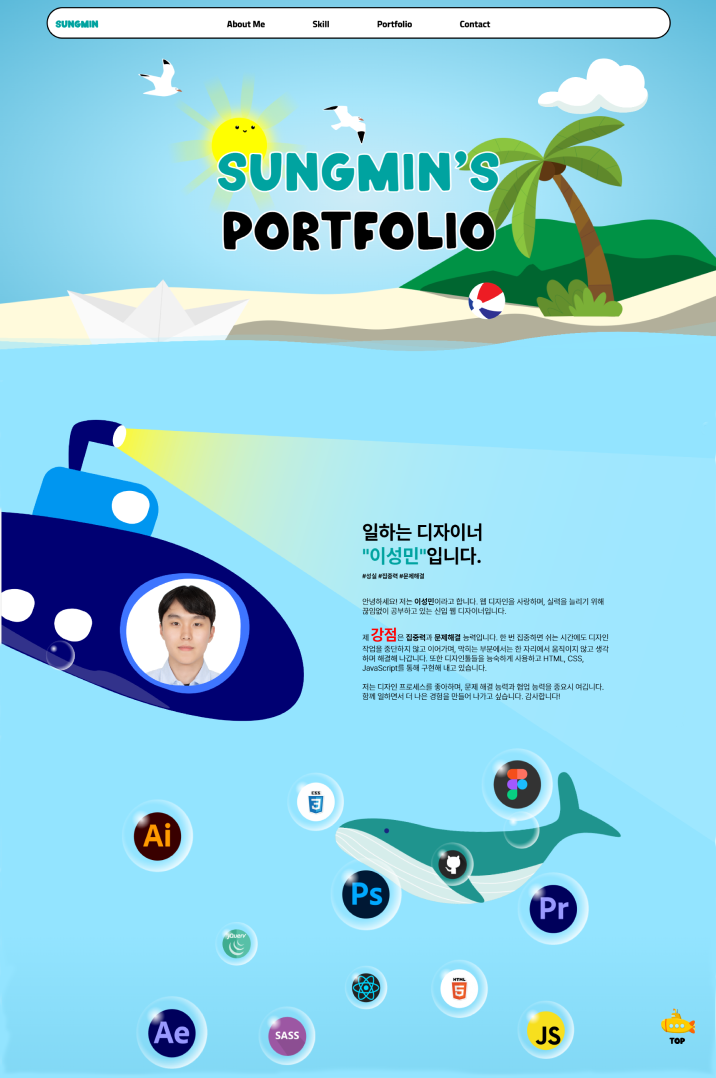 SUNGMIN
About Me
Skill
Portfolio
Contact
SUNGMIN'S
PORTFOLIO
일하는 디자이너
"이성민"입니다.
#성실 #집중력 #문제해결
안녕하세요! 저는 이성민이라고 합니다. 웹 디자인을 사랑하며, 실력을 늘리기 위해
끊임없이 공부하고 있는 신입 웹 디자이너입니다.
제 강점은 집중력과 문제해결 능력입니다. 한 번 집중하면 쉬는 시간에도 디자인
작업을 중단하지 않고 이어가며, 막히는 부분에서는 한 자리에서 움직이지 않고 생각
하며 해결해 나갑니다. 또한 디자인툴들을 능숙하게 사용하고 HTML, CSS,
JavaScript를 통해 구현해 내고 있습니다.
저는 디자인 프로세스를 좋아하며, 문제 해결 능력과 협업 능력을 중요시 여깁니다.
함께 일하면서 더 나은 경험을 만들어 나가고 싶습니다. 감사합니다!
CSS
3
Ai
Ps
Pr
jQUERY
HTML
5
Ae
SASS
JS
TOP